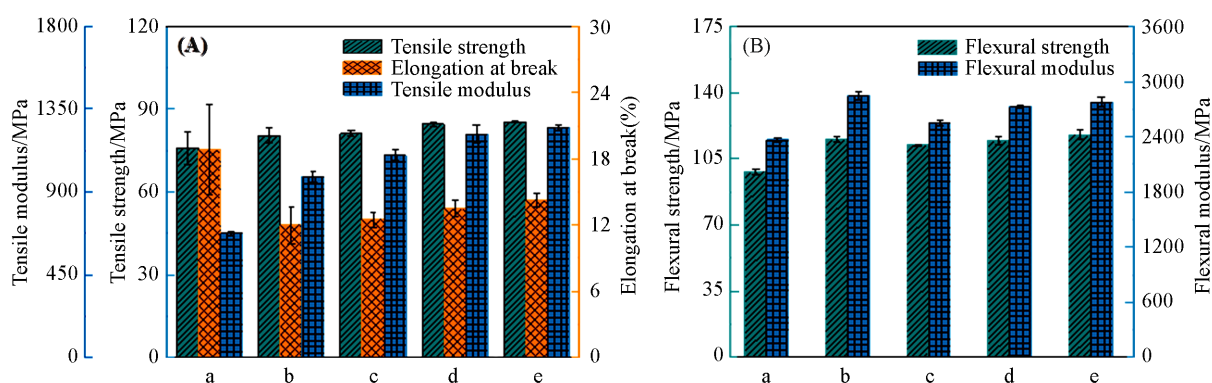 Tensile modulus/MPa
1800
1350
900
450
0
Tensile strength/MPa
120
90
60
30
0
(A)
Tensile strength
Elongation at break
Tensile modulus
a b c d e
Elongation at break(%)
30
24
18
12
6
0
Flexural strength/MPa
175
140
105
70
35
0
(B)
Flexural strength
Flexural modulus
a b c d e
Flexural modulus/MPa
3600
3000
2400
1800
1200
600
0